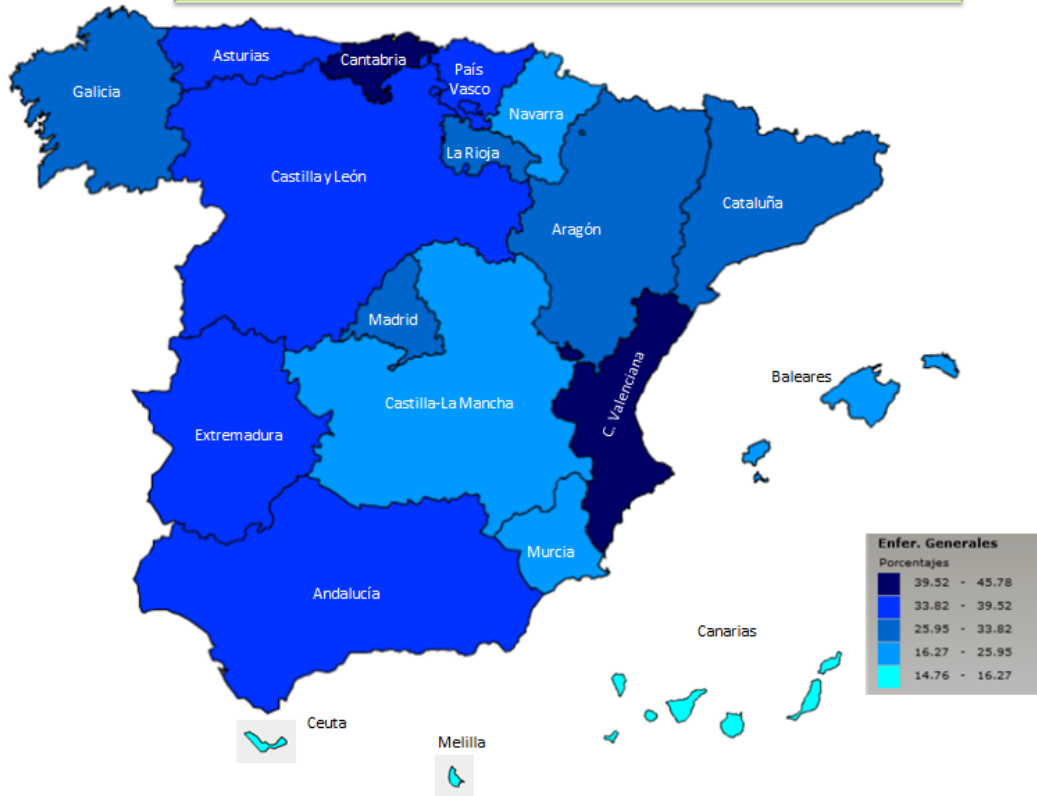 Asturias
Cantabria
País
Vasco
Galicia
Navarra
La Rioja
Castilla y León
Cataluña
Aragón
Madrid
Baleares
C. Valenciana
Castilla-La Mancha
Extremadura
Murcia
Andalucía
Enfer. Generales
Porcentajes
39.52 - 45.78
33.82 - 39.52
25.95 - 33.82
16.27 - 25.95
14.76 - 16.27
Canarias
Ceuta
Melilla